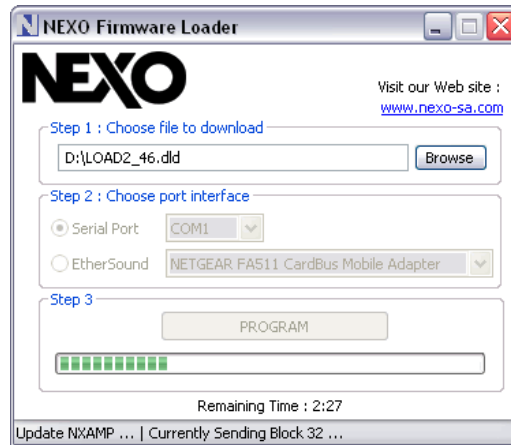 NEXO Firmware Loader
NEXO
Visit our Web site :
www.nexo-sa.com
Step 1 : Choose file to download
D:\LOAD2_46.dld
Browse
Step 2 : Choose port interface
Serial Port
COM1
EtherSound
NETGEAR FA511 CardBus Mobile Adapter
Step 3
PROGRAM
Remaining Time : 2:27
Update NXAMP ... | Currently Sending Block 32 ...